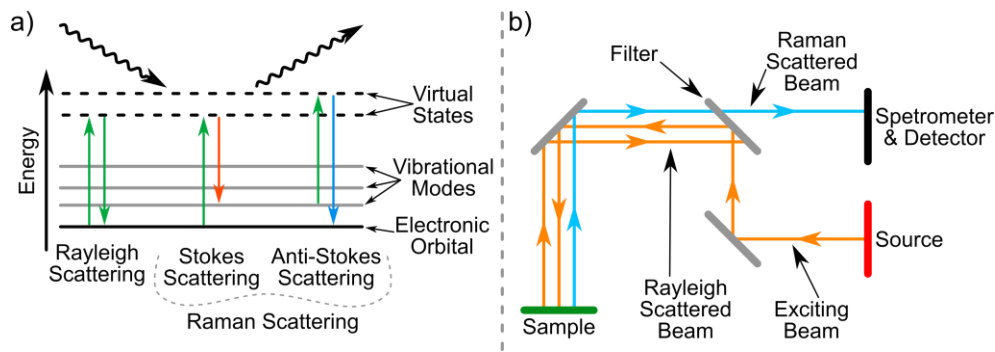 a)
Energy
Virtual
States
Vibrational
Modes
Electronic
Orbital
Rayleigh
Scattering
Stokes
Scattering
Anti-Stokes
Scattering
Raman Scattering
b)
Filter
Raman
Scattered
Beam
Spetrometer
& Detector
Source
Exciting
Beam
Rayleigh
Scattered
Beam
Sample